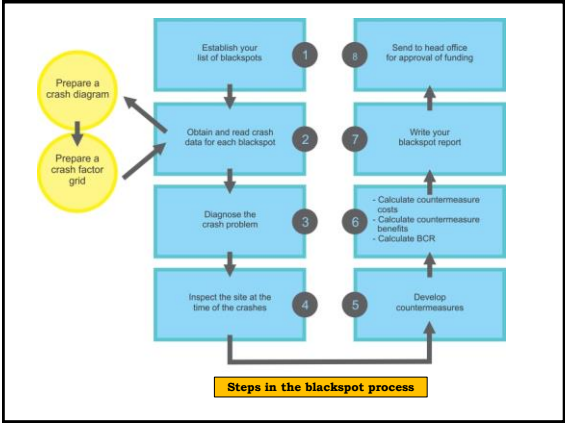 Establish your
list of blackspots
1
Prepare a
crash diagram
Obtain and read crash
data for each blackspot
2
Prepare a
crash factor
grid
Diagnose the
crash problem
3
Inspect the site at the
time of the crashes
4
Develop
countermeasures
5
- Calculate countermeasure
costs
- Calculate countermeasure
benefits
- Calculate BCR
6
Write your
blackspot report
7
Send to head office
for approval of funding
8
Steps in the blackspot process